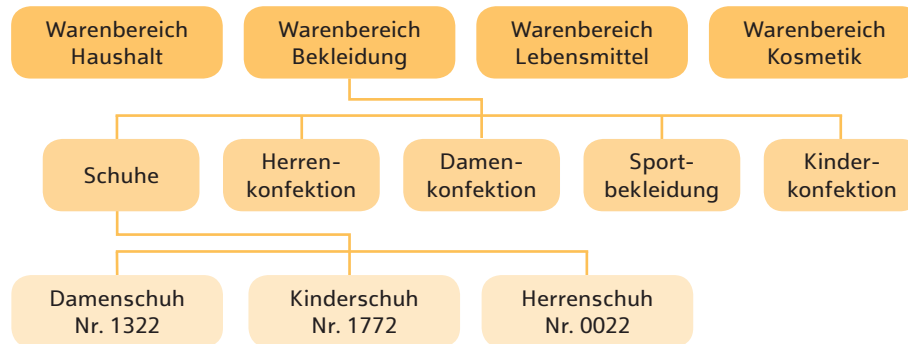 Warenbereich
Haushalt
Warenbereich
Bekleidung
Warenbereich
Lebensmittel
Warenbereich
Kosmetik
Schuhe
Herren-
konfektion
Damen-
konfektion
Sport-
bekleidung
Kinder-
konfektion
Damenschuh
Nr. 1322
Kinderschuh
Nr. 1772
Herrenschuh
Nr. 0022